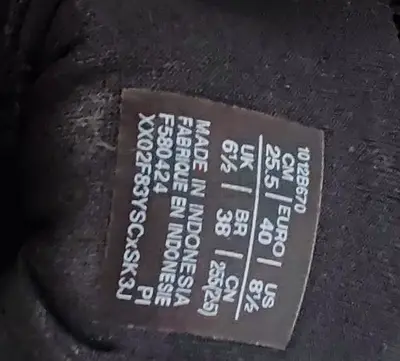 1012B670
CM | EURO | US
25.5 | 40 | 8½
UK | BR | CN
6½ | 38 | 255(2.5)
MADE IN INDONESIA
FABRIQUE EN INDONESIE
F580424 PI
XX02F83YSCxSK3J